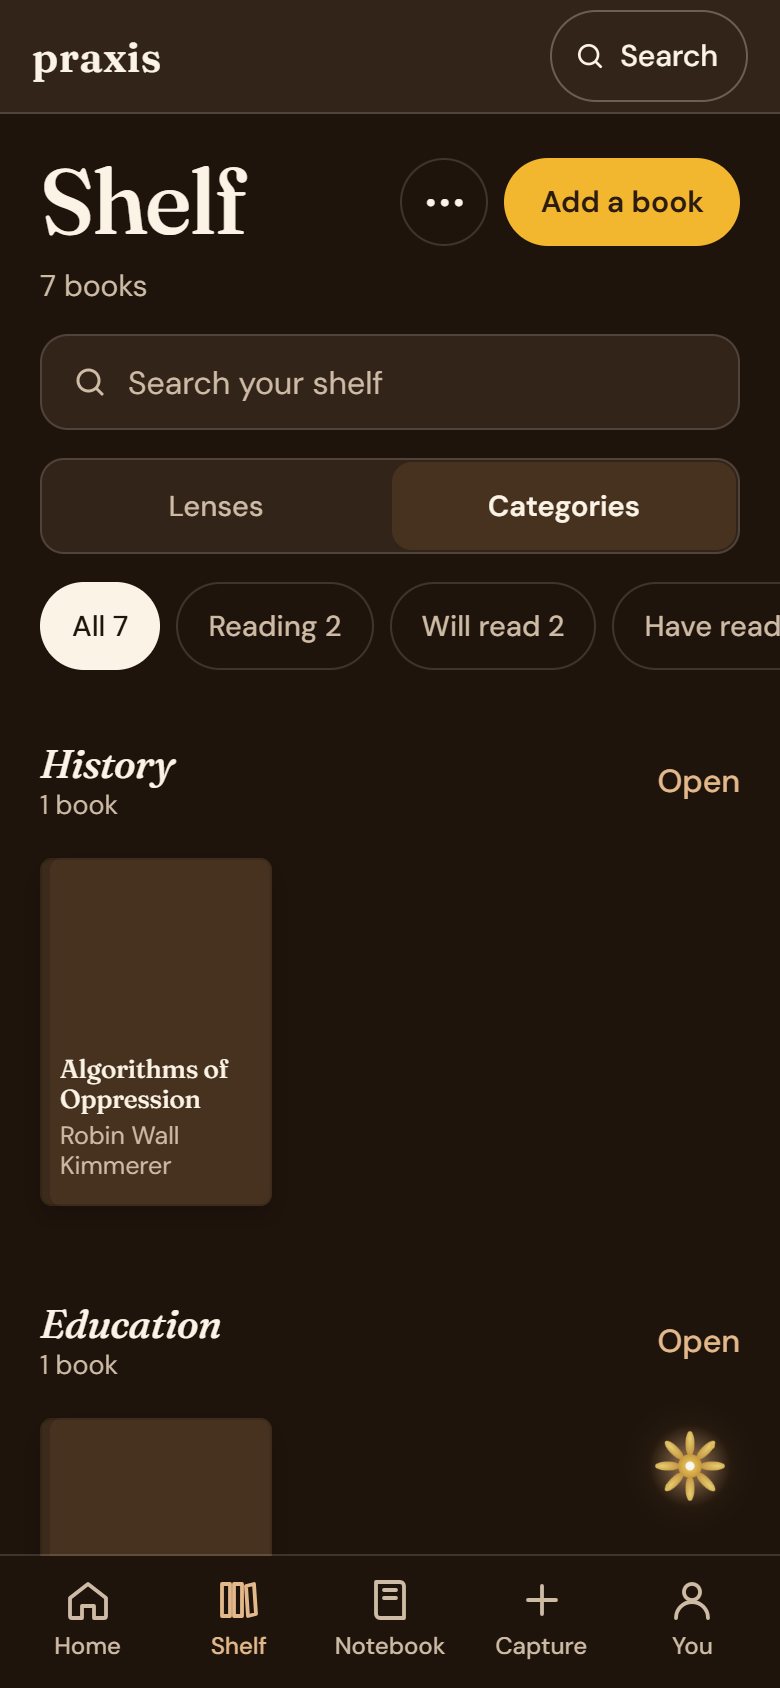 praxis
Search
Shelf
Add a book
7 books
Search your shelf
Lenses
Categories
All 7
Reading 2
Will read 2
Have read
History
1 book
Open
Algorithms of
Oppression
Robin Wall
Kimmerer
Education
1 book
Open
Home
Shelf
Notebook
Capture
You